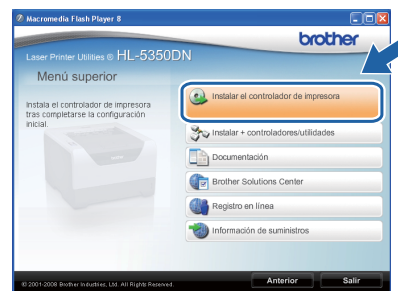 Macromedia Flash Player 8
brother
Laser Printer Utilities © HL-5350DN
Menú superior
Instala el controlador de impresora
tras completarse la configuración
inicial.
Instalar el controlador de impresora
Instalar + controladores/utilidades
Documentación
Brother Solutions Center
Registro en línea
Información de suministros
© 2001-2008 Brother Industries, Ltd. All Rights Reserved.
Anterior
Salir